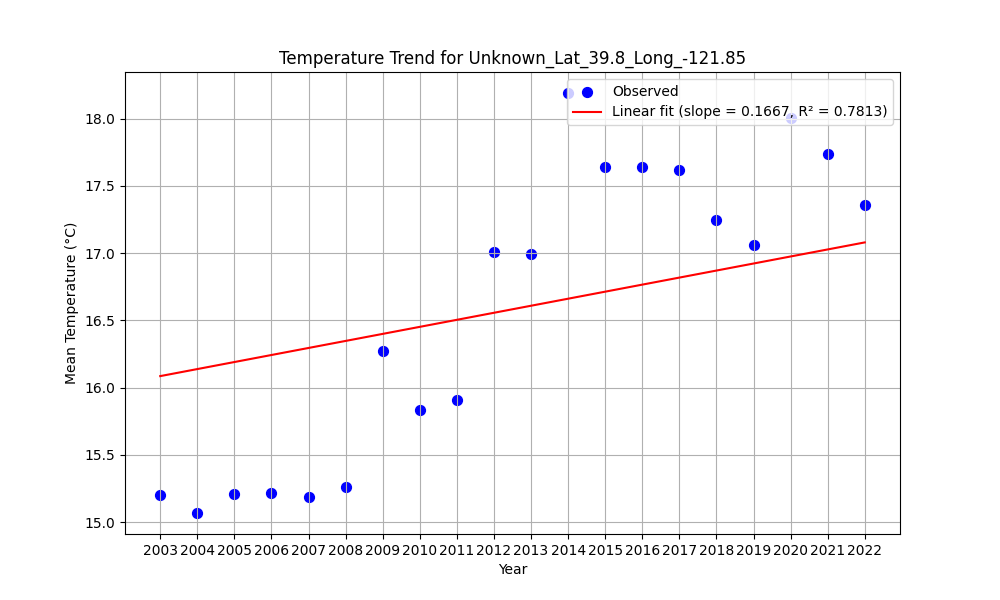 Temperature Trend for Unknown_Lat_39.8_Long_-121.85
Observed
Linear fit (slope = 0.1667, R² = 0.7813)
Mean Temperature (°C)
18.0
17.5
17.0
16.5
16.0
15.5
15.0
2003 2004 2005 2006 2007 2008 2009 2010 2011 2012 2013 2014 2015 2016 2017 2018 2019 2020 2021 2022
Year